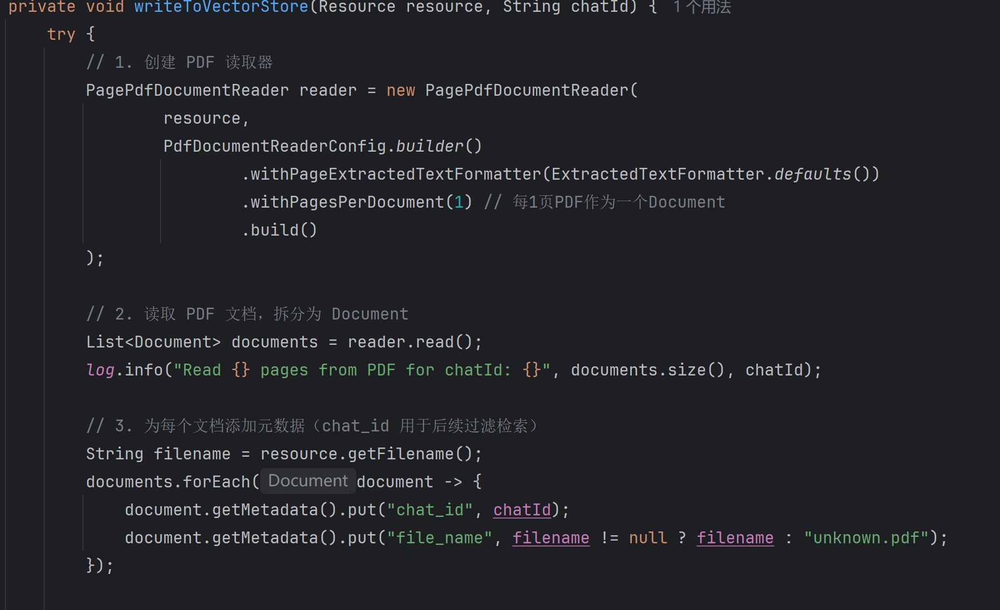 private void writeToVectorStore(Resource resource, String chatId) { 1 个用法
try {
// 1. 创建 PDF 读取器
PagePdfDocumentReader reader = new PagePdfDocumentReader(
resource,
PdfDocumentReaderConfig.builder()
.withPageExtractedTextFormatter(ExtractedTextFormatter.defaults())
.withPagesPerDocument(1) // 每1页PDF作为一个Document
.build()
);
// 2. 读取 PDF 文档，拆分为 Document
List<Document> documents = reader.read();
log.info("Read {} pages from PDF for chatId: {}", documents.size(), chatId);
// 3. 为每个文档添加元数据（chat_id 用于后续过滤检索）
String filename = resource.getFilename();
documents.forEach( Document document -> {
document.getMetadata().put("chat_id", chatId);
document.getMetadata().put("file_name", filename != null ? filename : "unknown.pdf");
});